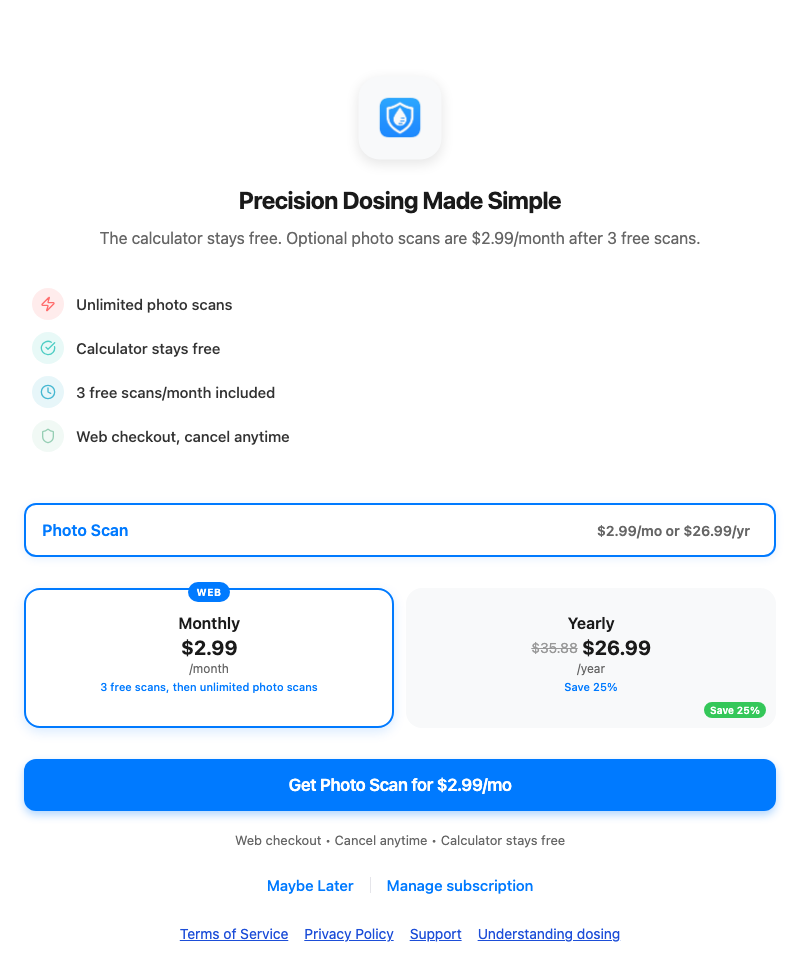 Precision Dosing Made Simple
The calculator stays free. Optional photo scans are $2.99/month after 3 free scans.
Unlimited photo scans
Calculator stays free
3 free scans/month included
Web checkout, cancel anytime
Photo Scan $2.99/mo or $26.99/yr
WEB
Monthly
$2.99
/month
3 free scans, then unlimited photo scans
Yearly
$35.88 $26.99
/year
Save 25%
Save 25%
Get Photo Scan for $2.99/mo
Web checkout • Cancel anytime • Calculator stays free
Maybe Later Manage subscription
Terms of Service Privacy Policy Support Understanding dosing